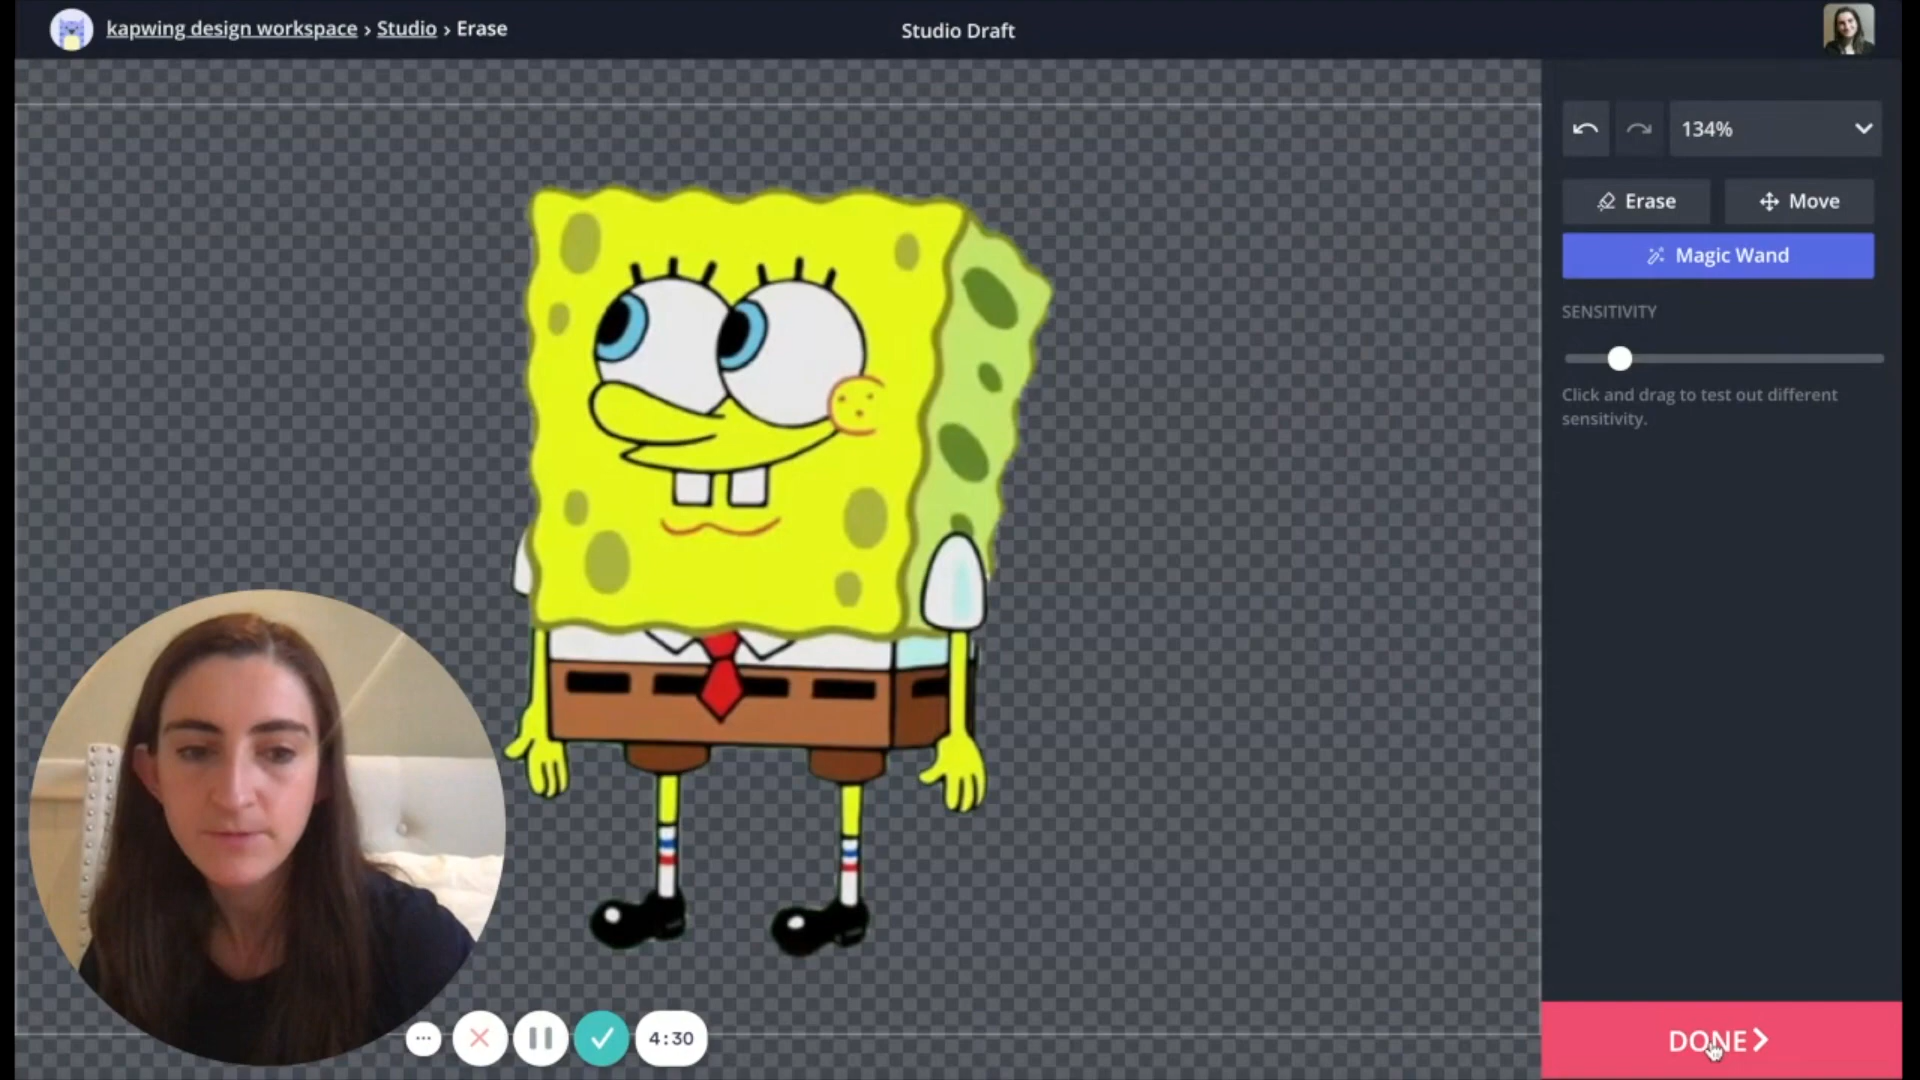 kapwing design workspace › Studio › Erase
Studio Draft
134%
Erase
Move
Magic Wand
SENSITIVITY
Click and drag to test out different
sensitivity.
4:30
DONE